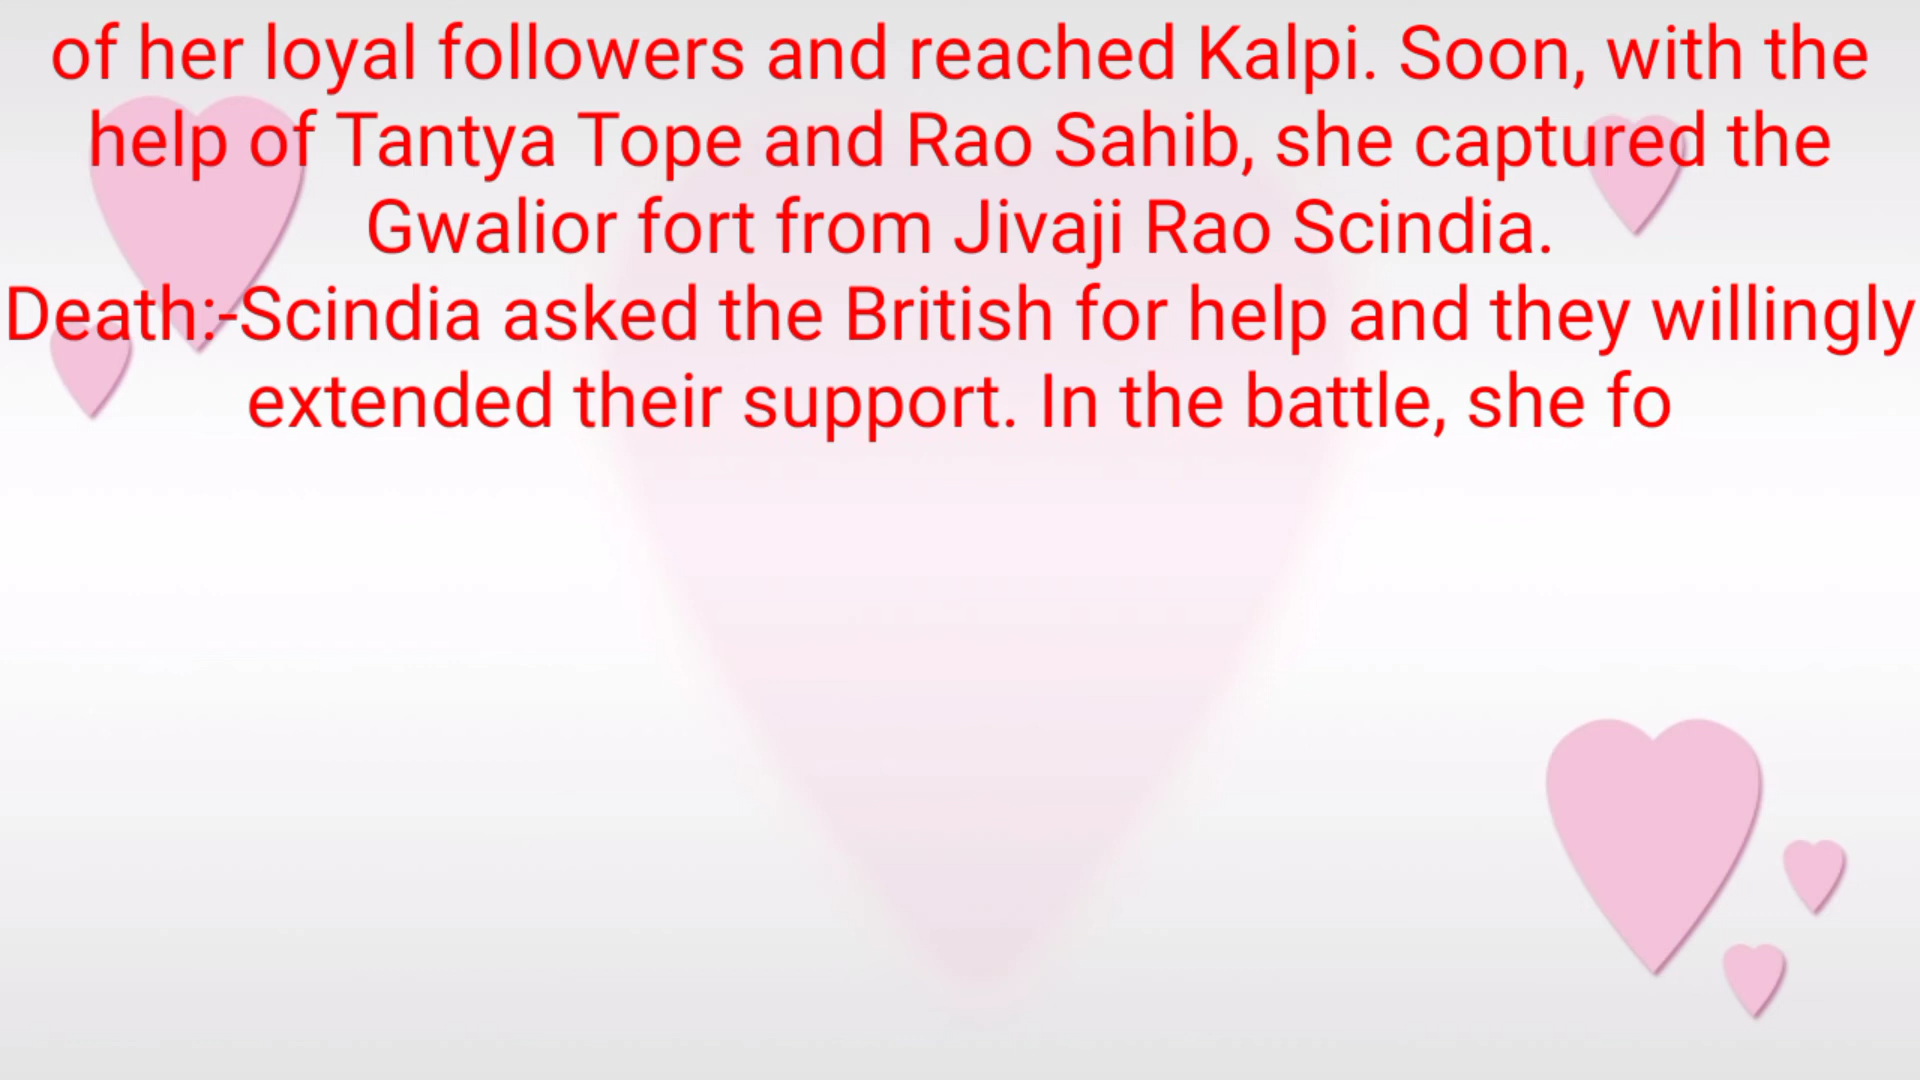 of her loyal followers and reached Kalpi. Soon, with the
help of Tantya Tope and Rao Sahib, she captured the
Gwalior fort from Jivaji Rao Scindia.
Death:-Scindia asked the British for help and they willingly
extended their support. In the battle, she fo